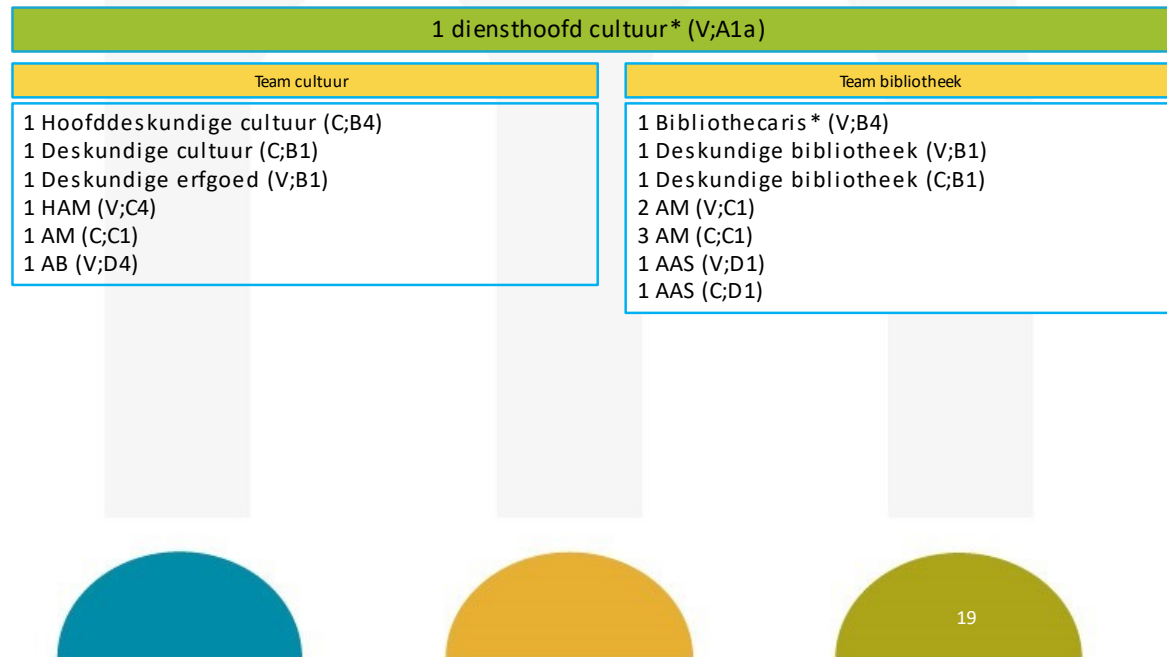 1 diensthoofd cultuur* (V;A1a)
Team cultuur
1 Hoofddeskundige cultuur (C;B4)
1 Deskundige cultuur (C;B1)
1 Deskundige erfgoed (V;B1)
1 HAM (V;C4)
1 AM (C;C1)
1 AB (V;D4)
Team bibliotheek
1 Bibliothecaris* (V;B4)
1 Deskundige bibliotheek (V;B1)
1 Deskundige bibliotheek (C;B1)
2 AM (V;C1)
3 AM (C;C1)
1 AAS (V;D1)
1 AAS (C;D1)
19